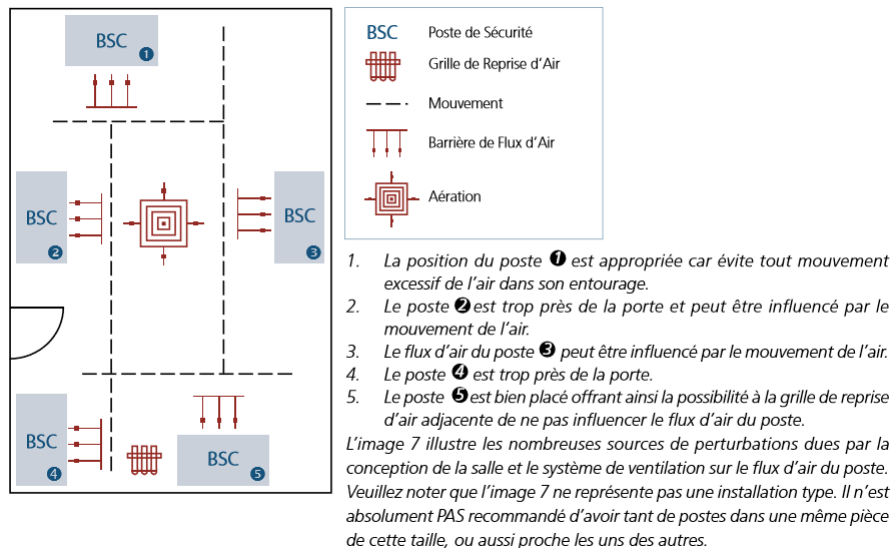 BSC
1
BSC
2
BSC
3
BSC
4
BSC
5
BSC Poste de Sécurité
Grille de Reprise d'Air
Mouvement
Barrière de Flux d'Air
Aération
1. La position du poste ❶ est appropriée car évite tout mouvement
excessif de l'air dans son entourage.
2. Le poste ❷ est trop près de la porte et peut être influencé par le
mouvement de l'air.
3. Le flux d'air du poste ❸ peut être influencé par le mouvement de l'air.
4. Le poste ❹ est trop près de la porte.
5. Le poste ❺ est bien placé offrant ainsi la possibilité à la grille de reprise
d'air adjacente de ne pas influencer le flux d'air du poste.
L'image 7 illustre les nombreuses sources de perturbations dues par la
conception de la salle et le système de ventilation sur le flux d'air du poste.
Veuillez noter que l'image 7 ne représente pas une installation type. Il n'est
absolument PAS recommandé d'avoir tant de postes dans une même pièce
de cette taille, ou aussi proche les uns des autres.